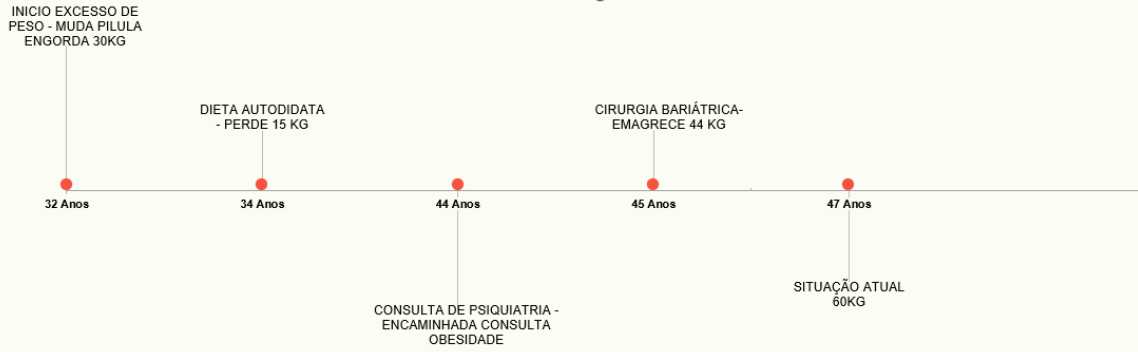 INICIO EXCESSO DE
PESO - MUDA PILULA
ENGORDA 30KG
DIETA AUTODIDATA
- PERDE 15 KG
CIRURGIA BARIÁTRICA-
EMAGRECE 44 KG
32 Anos
34 Anos
44 Anos
45 Anos
47 Anos
CONSULTA DE PSIQUIATRIA -
ENCAMINHADA CONSULTA
OBESIDADE
SITUAÇÃO ATUAL
60KG